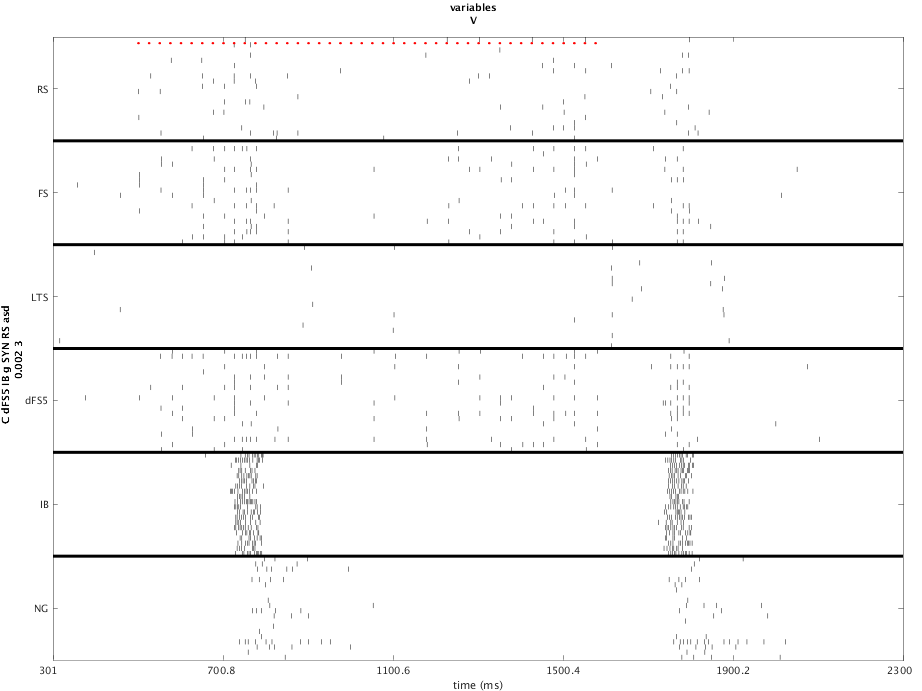 variables
V
RS
FS
LTS
dFS5
IB
NG
C dFS5 IB g SYN RS asd
0.002 3
301
700.8
1100.6
1500.4
1900.2
2300
time (ms)